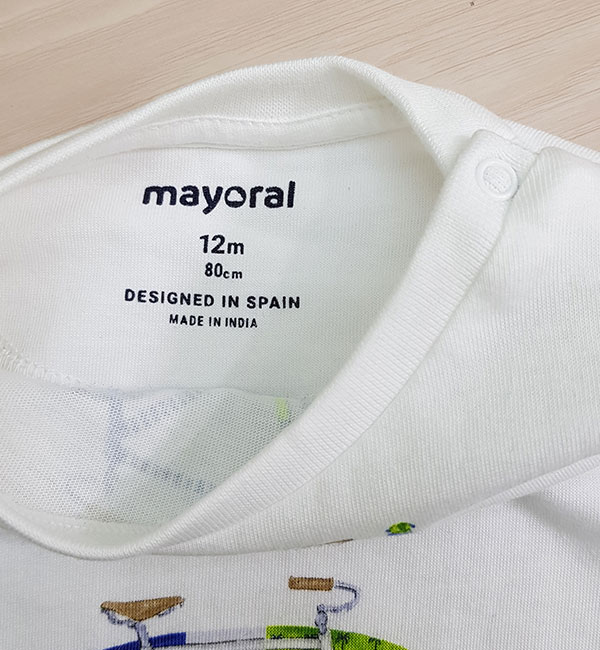 mayoral
12m
80cm
DESIGNED IN SPAIN
MADE IN INDIA